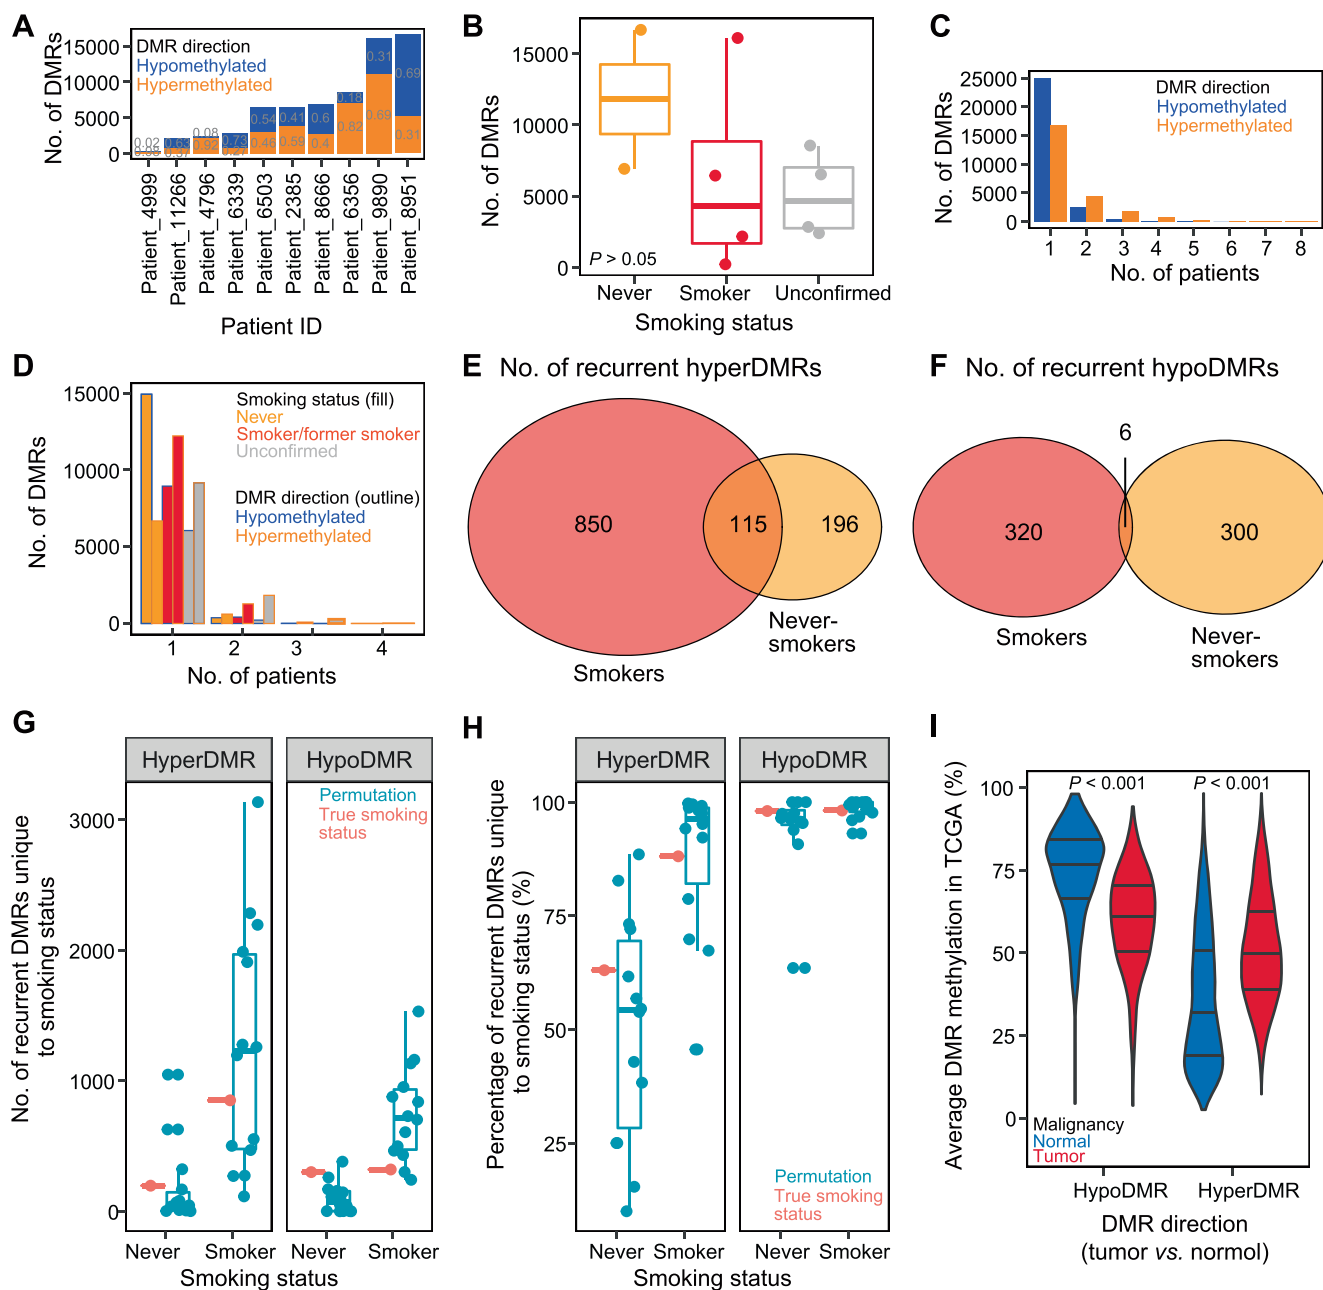 A
No. of DMRs
15000
10000
5000
0
DMR direction
Hypomethylated
Hypermethylated
0.02
0.63
0.37
0.08
0.92
0.73
0.27
0.54
0.46
0.41
0.59
0.6
0.4
0.18
0.82
0.31
0.69
0.69
0.31
Patient_4999
Patient_11266
Patient_4796
Patient_6339
Patient_6503
Patient_2385
Patient_8666
Patient_6356
Patient_9890
Patient_8951
Patient ID
B
No. of DMRs
15000
10000
5000
0
P > 0.05
Never
Smoker
Unconfirmed
Smoking status
C
No. of DMRs
25000
20000
15000
10000
5000
0
DMR direction
Hypomethylated
Hypermethylated
1 2 3 4 5 6 7 8
No. of patients
D
No. of DMRs
15000
10000
5000
0
Smoking status (fill)
Never
Smoker/former smoker
Unconfirmed
DMR direction (outline)
Hypomethylated
Hypermethylated
1 2 3 4
No. of patients
E No. of recurrent hyperDMRs
850 115 196
Never-
smokers
Smokers
F No. of recurrent hypoDMRs
6
320 300
Smokers
Never-
smokers
G
No. of recurrent DMRs unique
to smoking status
HyperDMR HypoDMR
3000
2000
1000
0
Permutation
True smoking
status
Never Smoker Never Smoker
Smoking status
H
Percentage of recurrent DMRs unique
to smoking status (%)
HyperDMR HypoDMR
100
75
50
25
Permutation
True smoking
status
Never Smoker Never Smoker
Smoking status
I
Average DMR methylation in TCGA (%)
100
75
50
25
0
P < 0.001 P < 0.001
Malignancy
Normal
Tumor
HypoDMR HyperDMR
DMR direction
(tumor vs. normol)